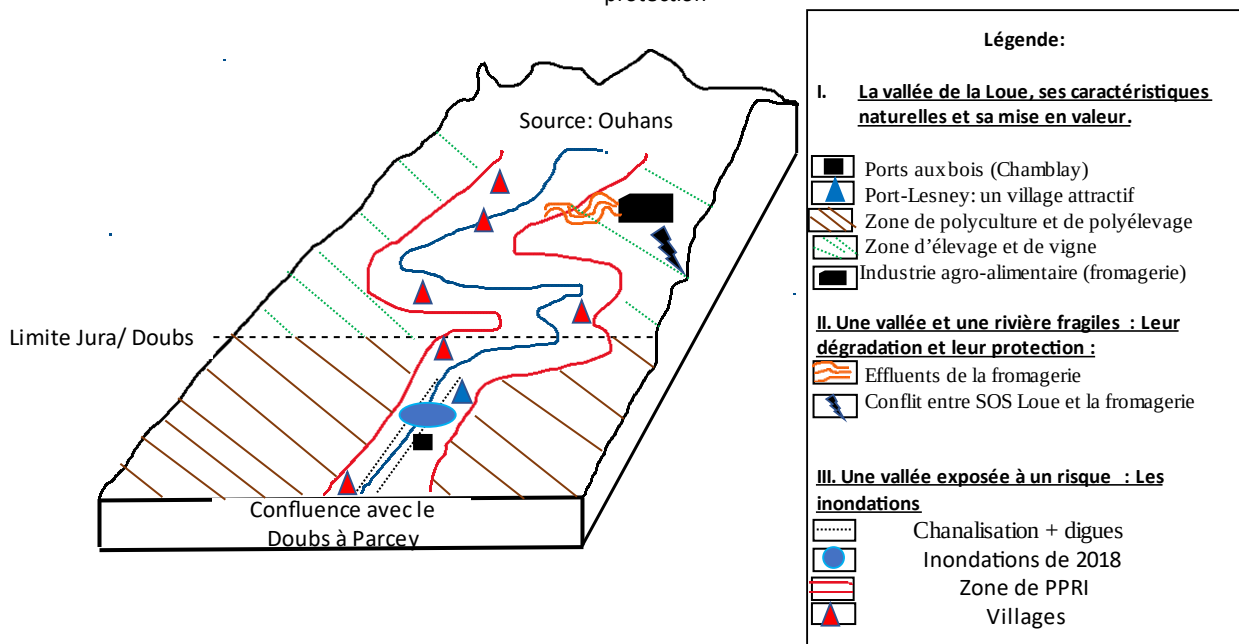 protection
Source: Ouhans
Limite Jura/ Doubs
Confluence avec le
Doubs à Parcey
Légende:
I. La vallée de la Loue, ses caractéristiques
naturelles et sa mise en valeur.
Ports aux bois (Chamblay)
Port-Lesney: un village attractif
Zone de polyculture et de polyélevage
Zone d'élevage et de vigne
Industrie agro-alimentaire (fromagerie)
II. Une vallée et une rivière fragiles : Leur
dégradation et leur protection :
Effluents de la fromagerie
Conflit entre SOS Loue et la fromagerie
III. Une vallée exposée à un risque : Les
inondations
Chanalisation + digues
Inondations de 2018
Zone de PPRI
Villages